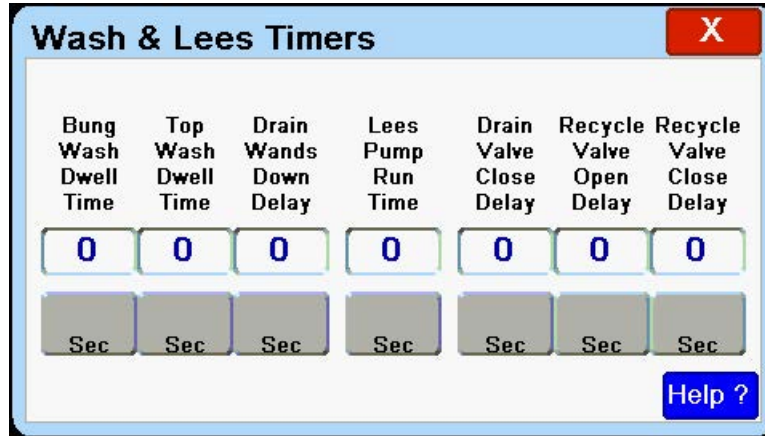 Wash & Lees Timers
X
Bung Wash Dwell Time
Top Wash Dwell Time
Drain Wands Down Delay
Lees Pump Run Time
Drain Valve Close Delay
Recycle Valve Open Delay
Recycle Valve Close Delay
0 0 0 0 0 0 0
Sec Sec Sec Sec Sec Sec Sec
Help ?